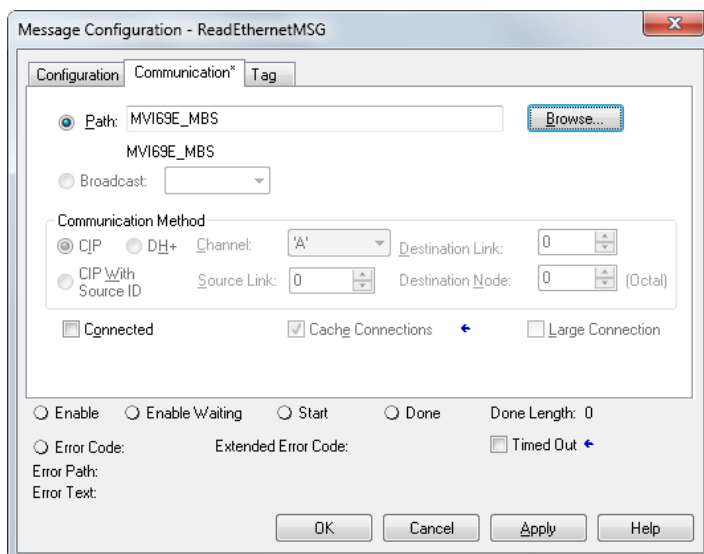 Message Configuration - ReadEthernetMSG
Configuration Communication* Tag
Path: MVI69E_MBS Browse...
MVI69E_MBS
Broadcast:
Communication Method
CIP DH+ Channel: 'A' Destination Link: 0
CIP With Source ID Source Link: 0 Destination Node: 0 (Octal)
Connected Cache Connections Large Connection
Enable Enable Waiting Start Done Done Length: 0
Error Code: Extended Error Code: Timed Out
Error Path:
Error Text:
OK Cancel Apply Help